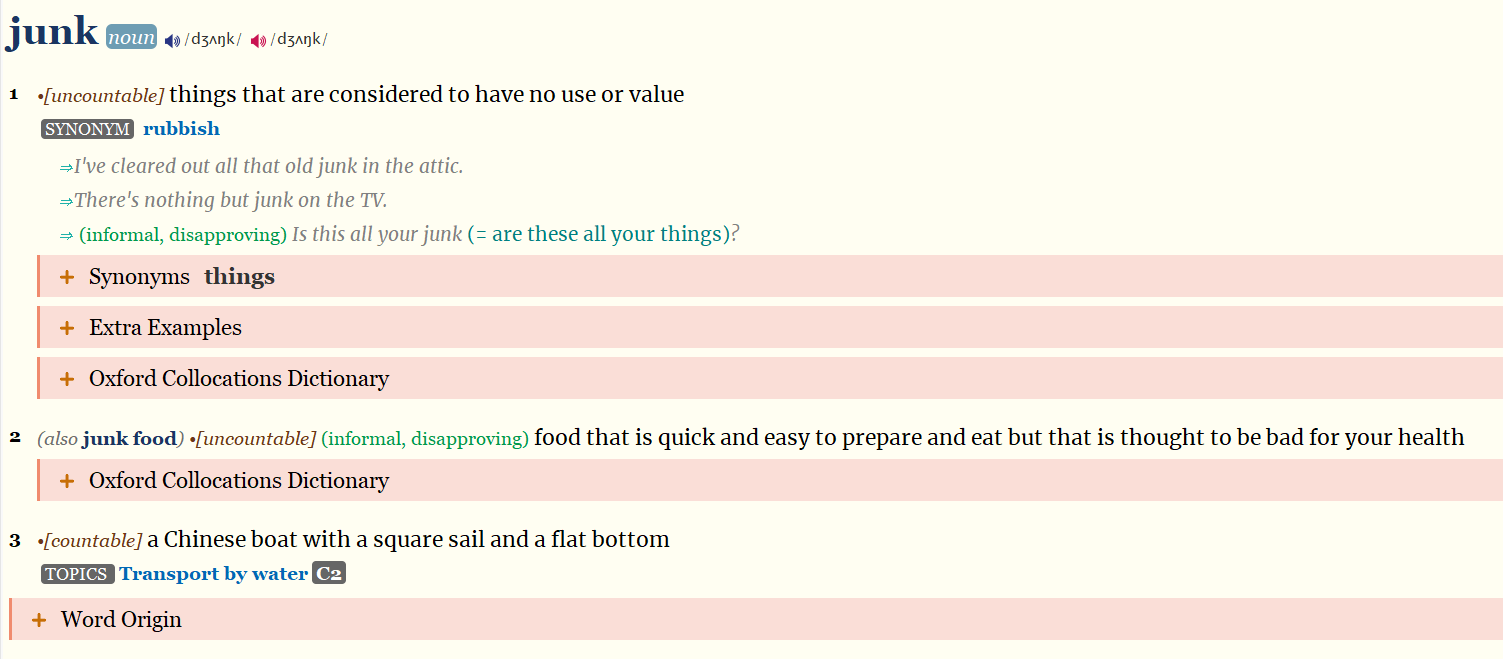 junk noun /dʒʌŋk/ /dʒʌŋk/
1 •[uncountable] things that are considered to have no use or value
SYNONYM rubbish
⇒I've cleared out all that old junk in the attic.
⇒There's nothing but junk on the TV.
⇒ (informal, disapproving) Is this all your junk (= are these all your things)?
+ Synonyms things
+ Extra Examples
+ Oxford Collocations Dictionary
2 (also junk food) •[uncountable] (informal, disapproving) food that is quick and easy to prepare and eat but that is thought to be bad for your health
+ Oxford Collocations Dictionary
3 •[countable] a Chinese boat with a square sail and a flat bottom
TOPICS Transport by water C2
+ Word Origin